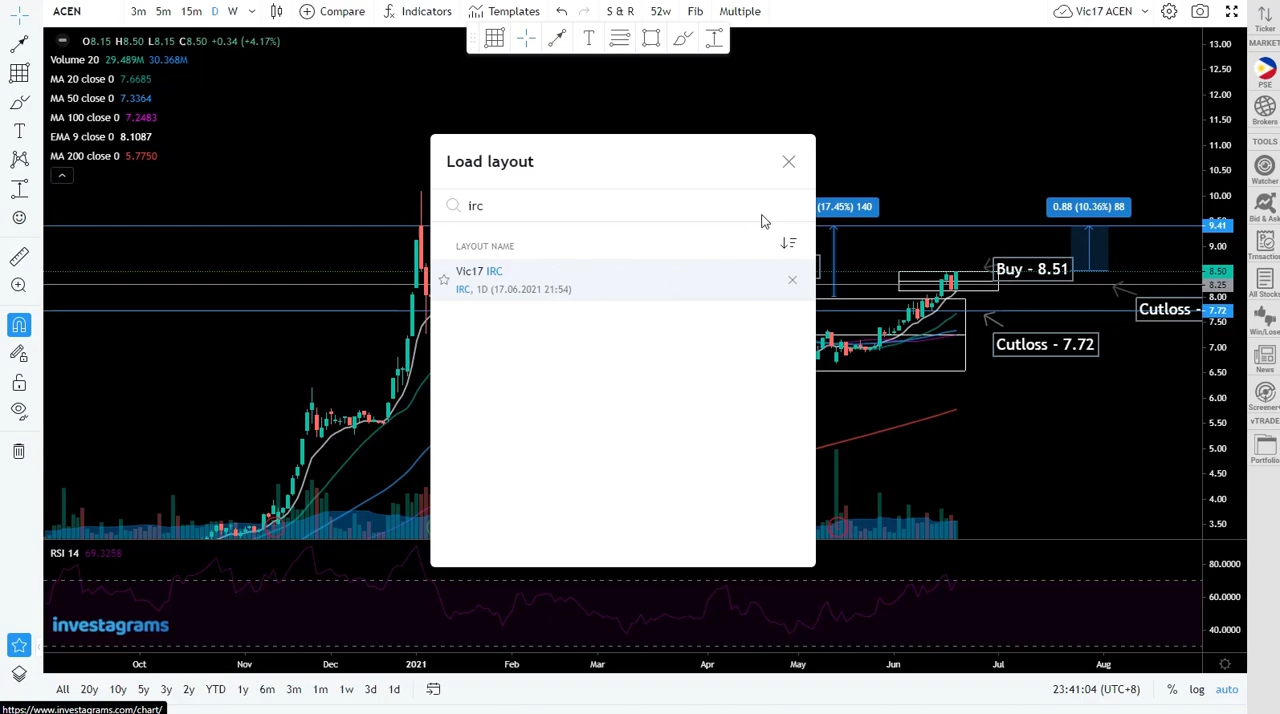 ACEN 3m 5m 15m D W Compare Indicators Templates S & R 52w Fib Multiple Vic17 ACEN
O8.15 H8.50 L8.15 C8.50 +0.34 (+4.17%)
Volume 20 29.489M 30.368M
MA 20 close 0 7.6685
MA 50 close 0 7.3364
MA 100 close 0 7.2483
EMA 9 close 0 8.1087
MA 200 close 0 5.7750
Load layout
irc
LAYOUT NAME
Vic17 IRC
IRC, 1D (17.06.2021 21:54)
(17.45%) 140
0.88 (10.36%) 88
Buy - 8.51
Cutloss -
Cutloss - 7.72
13.00
12.50
12.00
11.50
11.00
10.50
10.00
9.41
9.00
8.50
8.25
8.00
7.72
7.50
7.00
6.50
6.00
5.50
5.00
4.50
4.00
3.50
RSI 14 69.3258
80.0000
60.0000
40.0000
investagrams
Oct Nov Dec 2021 Feb Mar Apr May Jun Jul Aug
All 20y 10y 5y 3y 2y YTD 1y 6m 3m 1m 1w 3d 1d 23:41:04 (UTC+8) % log auto
https://www.investagrams.com/chart/
Ticker
MARKET
PSE
Brokers
TOOLS
Watcher
Bid & Ask
All Stocks
Win/Lose
News
Screener
vTRADE
Portfolio